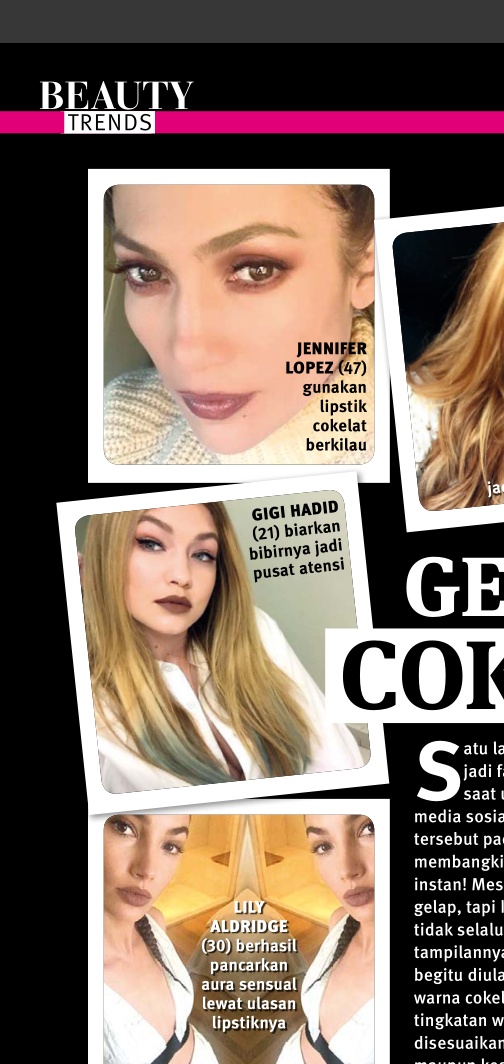 BEAUTY
TRENDS
JENNIFER
LOPEZ (47)
gunakan
lipstik
cokelat
berkilau
GIGI HADID
(21) biarkan
bibirnya jadi
pusat atensi
LILY
ALDRIDGE
(30) berhasil
pancarkan
aura sensual
lewat ulasan
lipstiknya
GE
COK
Satu la
jadi fa
saat u
media sosia
tersebut pad
membangki
instan! Mes
gelap, tapi l
tidak selalu
tampilannya
begitu diula
warna cokel
tingkatan w
disesuaikan